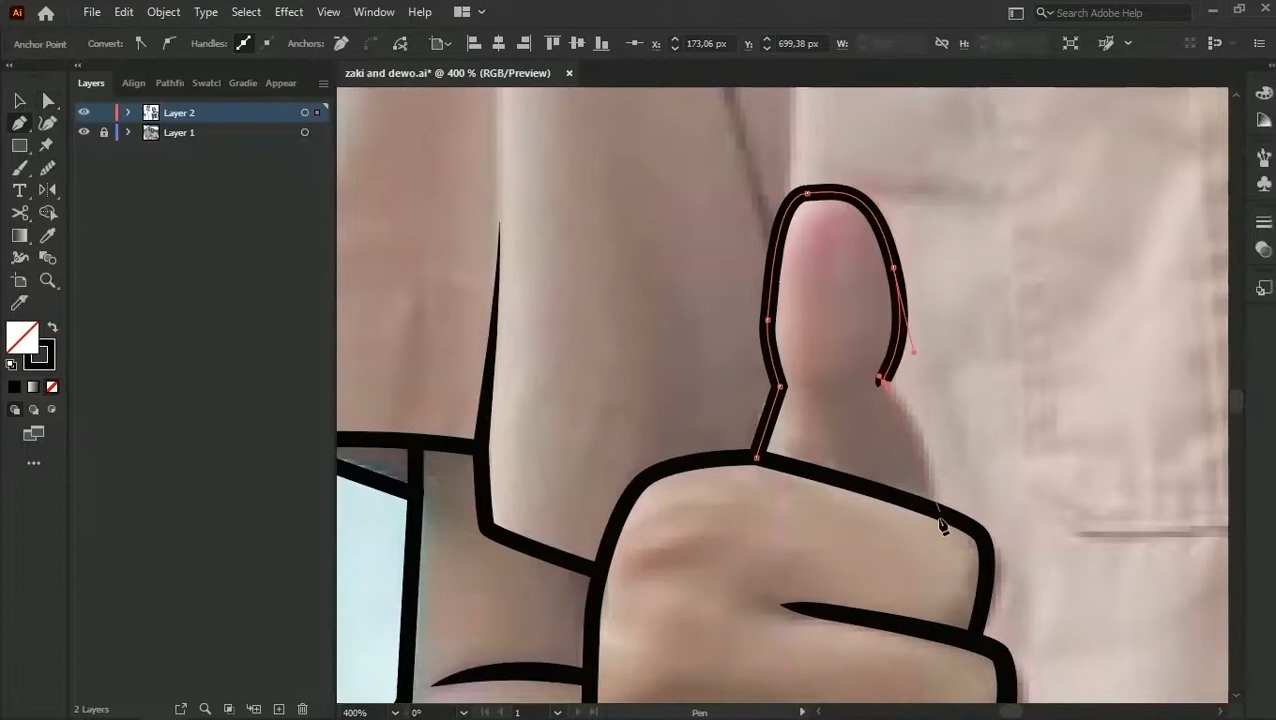 Ai File Edit Object Type Select Effect View Window Help Search Adobe Help
Anchor Point Convert: Handles: Anchors: X: 173,06 px Y: 699,38 px W: H:
Layers Align Pathfi Swatcl Gradie Appear zaki and dewo.ai* @ 400 % (RGB/Preview)
Layer 2
Layer 1
2 Layers 400% 0° 1 Pen